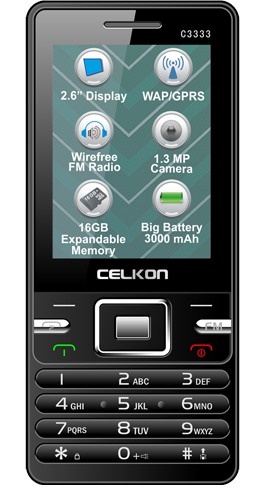 C3333
2.6" Display
WAP/GPRS
Wirefree
FM Radio
1.3 MP
Camera
16GB
Expandable
Memory
Big Battery
3000 mAh
CELKON
FM
1
2 ABC
3 DEF
4 GHI
5 JKL
6 MNO
7 PQRS
8 TUV
9 WXYZ
*
0 +
#